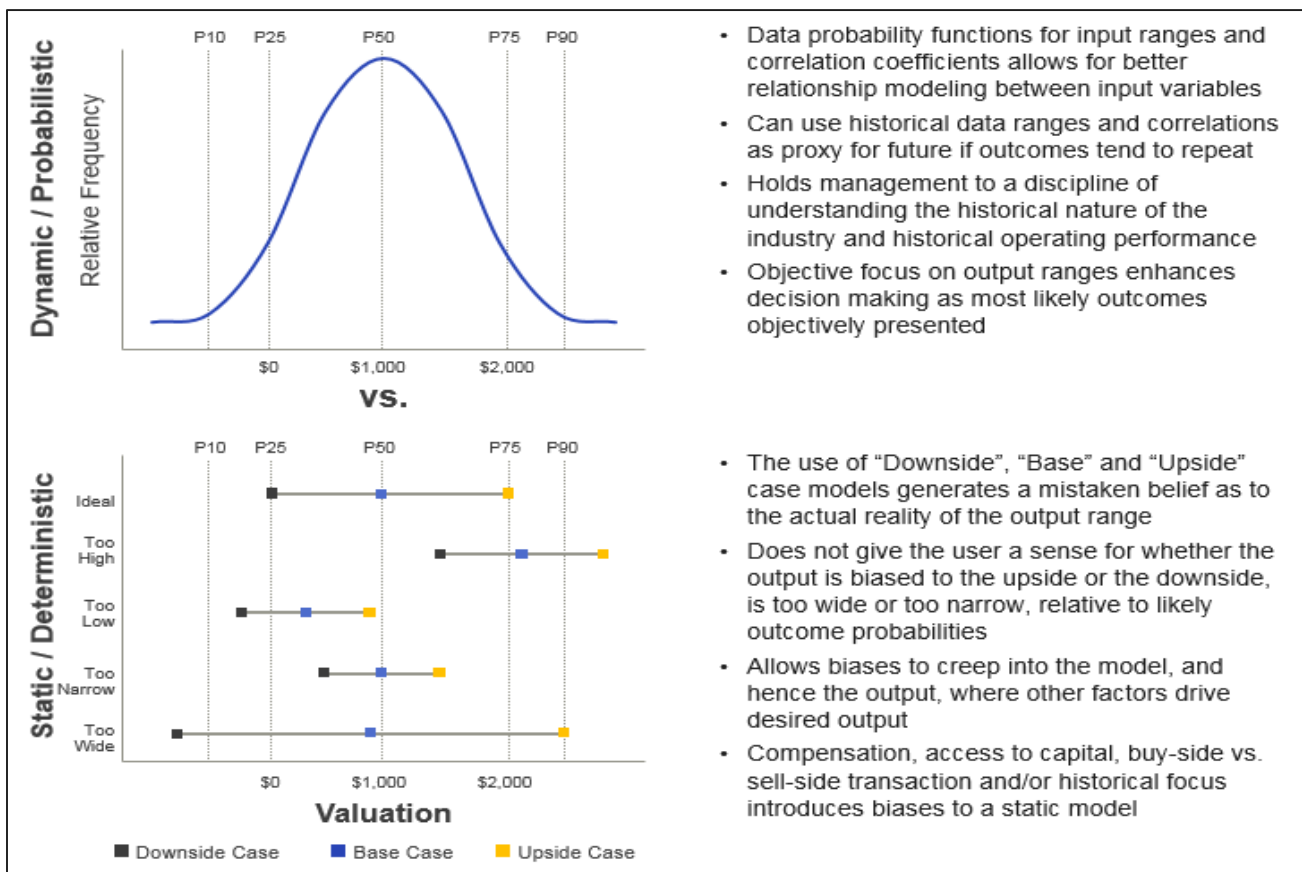 Dynamic / Probabilistic
Relative Frequency
P10 P25 P50 P75 P90
$0 $1,000 $2,000
• Data probability functions for input ranges and
correlation coefficients allows for better
relationship modeling between input variables
• Can use historical data ranges and correlations
as proxy for future if outcomes tend to repeat
• Holds management to a discipline of
understanding the historical nature of the
industry and historical operating performance
• Objective focus on output ranges enhances
decision making as most likely outcomes
objectively presented
vs.
Static / Deterministic
P10 P25 P50 P75 P90
Ideal
Too
High
Too
Low
Too
Narrow
Too
Wide
$0 $1,000 $2,000
Valuation
Downside Case Base Case Upside Case
• The use of “Downside”, “Base” and “Upside”
case models generates a mistaken belief as to
the actual reality of the output range
• Does not give the user a sense for whether the
output is biased to the upside or the downside,
is too wide or too narrow, relative to likely
outcome probabilities
• Allows biases to creep into the model, and
hence the output, where other factors drive
desired output
• Compensation, access to capital, buy-side vs.
sell-side transaction and/or historical focus
introduces biases to a static model